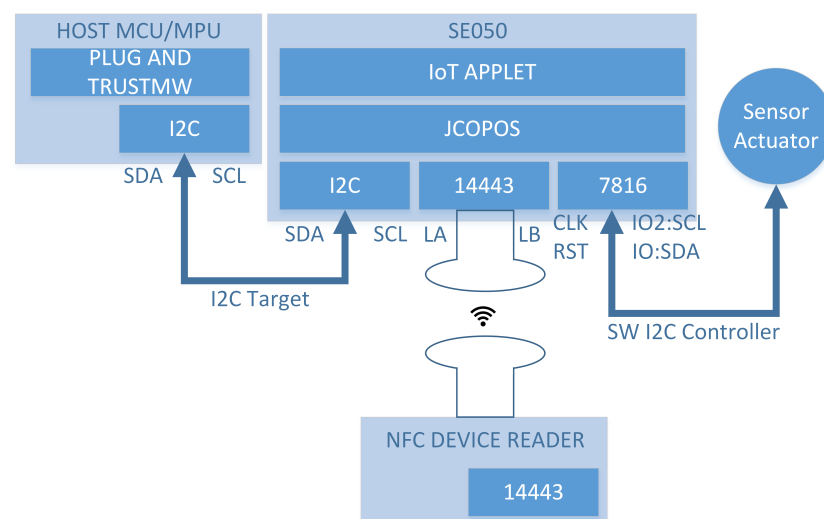 HOST MCU/MPU
PLUG AND
TRUSTMW
I2C
SDA
SCL
SE050
IoT APPLET
JCOPOS
I2C
14443
7816
SDA
SCL
LA
LB
CLK
RST
IO2:SCL
IO:SDA
Sensor
Actuator
I2C Target
SW I2C Controller
NFC DEVICE READER
14443